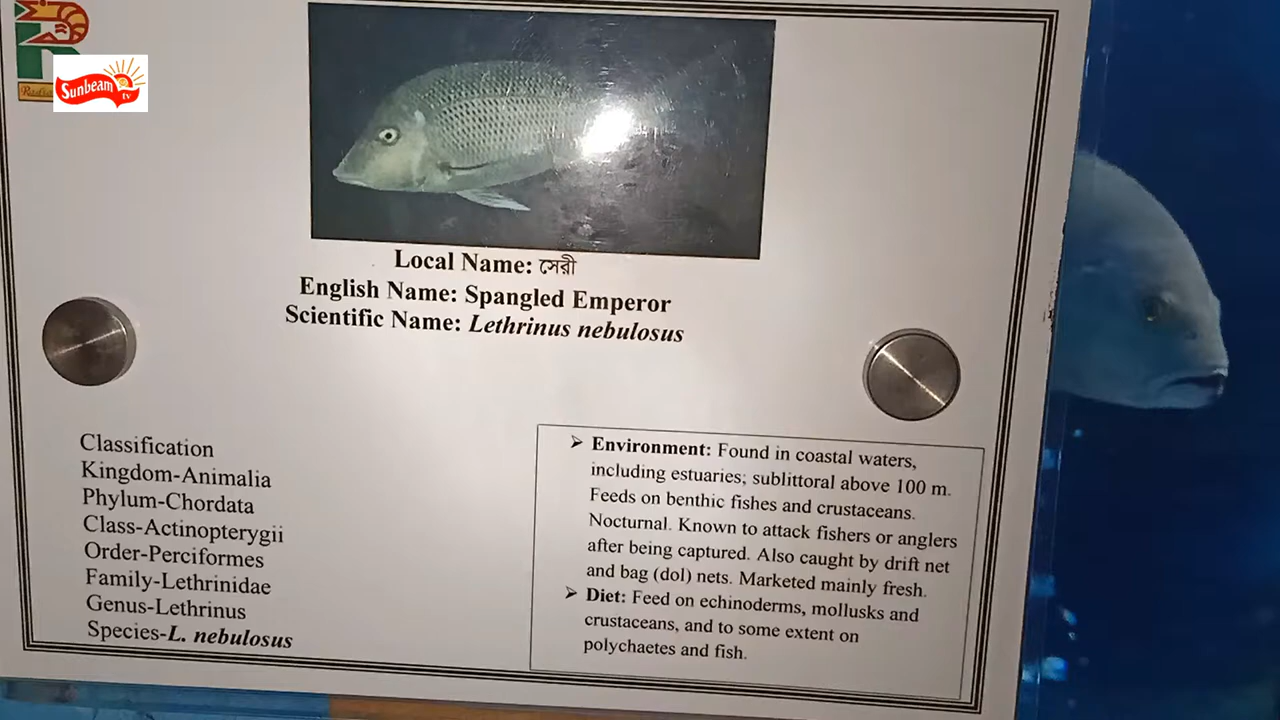 Sunbeam
tv
Local Name: সেরী
English Name: Spangled Emperor
Scientific Name: Lethrinus nebulosus
Classification
Kingdom-Animalia
Phylum-Chordata
Class-Actinopterygii
Order-Perciformes
Family-Lethrinidae
Genus-Lethrinus
Species-L. nebulosus
➢ Environment: Found in coastal waters,
including estuaries; sublittoral above 100 m.
Feeds on benthic fishes and crustaceans.
Nocturnal. Known to attack fishers or anglers
after being captured. Also caught by drift net
and bag (dol) nets. Marketed mainly fresh.
➢ Diet: Feed on echinoderms, mollusks and
crustaceans, and to some extent on
polychaetes and fish.